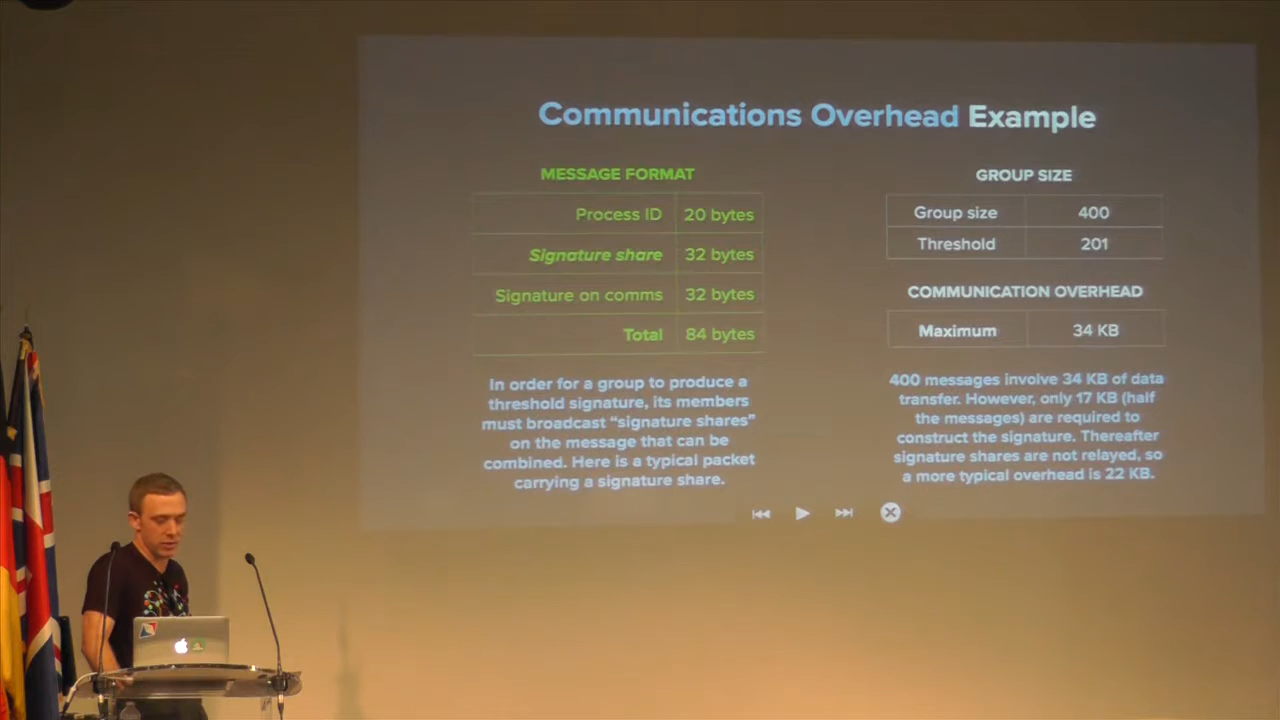 Communications Overhead Example
MESSAGE FORMAT
Process ID 20 bytes
Signature share 32 bytes
Signature on comms 32 bytes
Total 84 bytes
In order for a group to produce a
threshold signature, its members
must broadcast “signature shares”
on the message that can be
combined. Here is a typical packet
carrying a signature share.
GROUP SIZE
Group size 400
Threshold 201
COMMUNICATION OVERHEAD
Maximum 34 KB
400 messages involve 34 KB of data
transfer. However, only 17 KB (half
the messages) are required to
construct the signature. Thereafter
signature shares are not relayed, so
a more typical overhead is 22 KB.